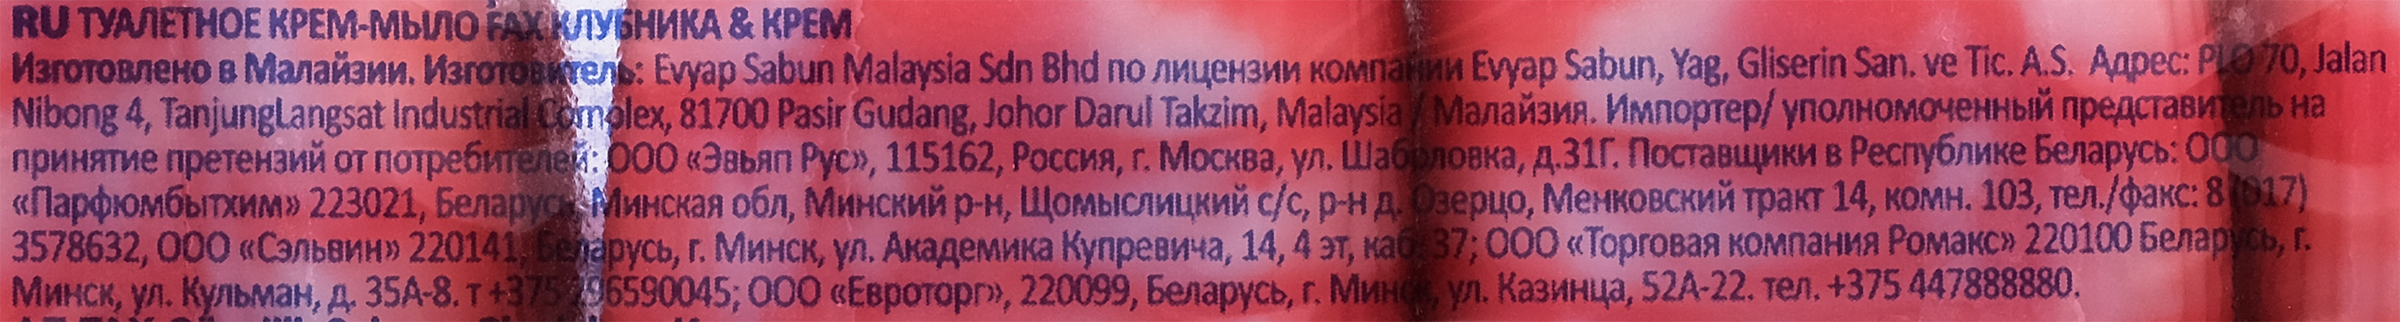 RU ТУАЛЕТНОЕ КРЕМ-МЫЛО FAX КЛУБНИКА & КРЕМ
Изготовлено в Малайзии. Изготовитель: Evyap Sabun Malaysia Sdn Bhd по лицензии компании Evyap Sabun, Yag, Gliserin San. ve Tic. A.S. Адрес: PLO 70, Jalan
Nibong 4, TanjungLangsat Industrial Complex, 81700 Pasir Gudang, Johor Darul Takzim, Malaysia / Малайзия. Импортер/ уполномоченный представитель на
принятие претензий от потребителей: ООО «Эвьяп Рус», 115162, Россия, г. Москва, ул. Шаболовка, д.31Г. Поставщики в Республике Беларусь: ООО
«Парфюмбытхим» 223021, Беларусь, Минская обл, Минский р-н, Щомыслицкий с/с, р-н д. Озерцо, Менковский тракт 14, комн. 103, тел./факс: 8 (017)
3578632, ООО «Сэльвин» 220141, Беларусь, г. Минск, ул. Академика Купревича, 14, 4 эт, каб. 37; ООО «Торговая компания Ромакс» 220100 Беларусь, г.
Минск, ул. Кульман, д. 35А-8. т +375 296590045; ООО «Евроторг», 220099, Беларусь, г. Минск, ул. Казинца, 52А-22. тел. +375 447888880.